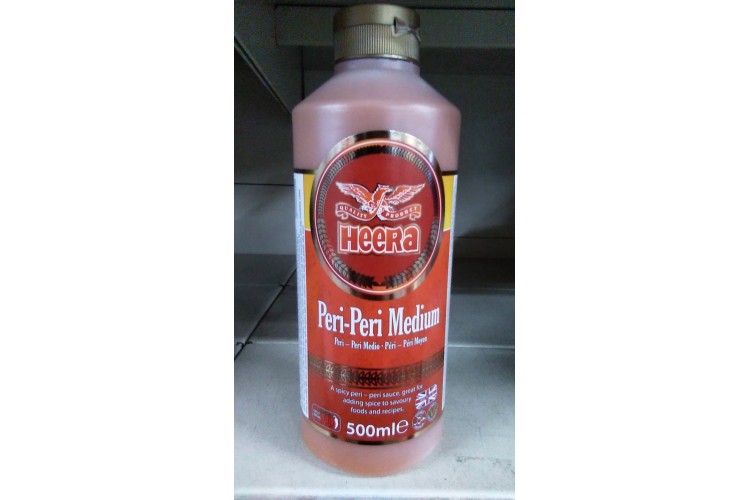 QUALITY PRODUCT
HEERa
Peri-Peri Medium
Peri – Peri Medio · Péri – Péri Moyen
A spicy peri – peri sauce, great for
adding spice to savoury
foods and recipes.
500ml℮